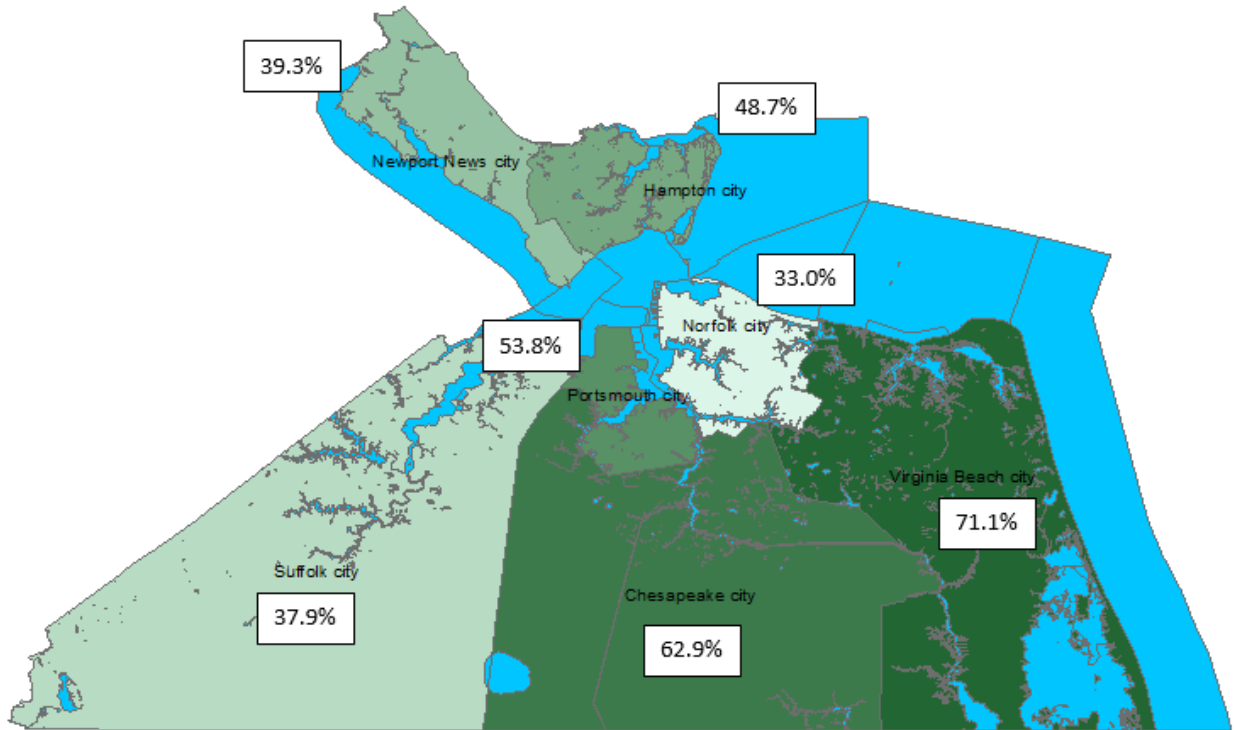 39.3%
48.7%
Newport News city
Hampton city
33.0%
Norfolk city
53.8%
Portsmouth city
Virginia Beach city
71.1%
Suffolk city
37.9%
Chesapeake city
62.9%